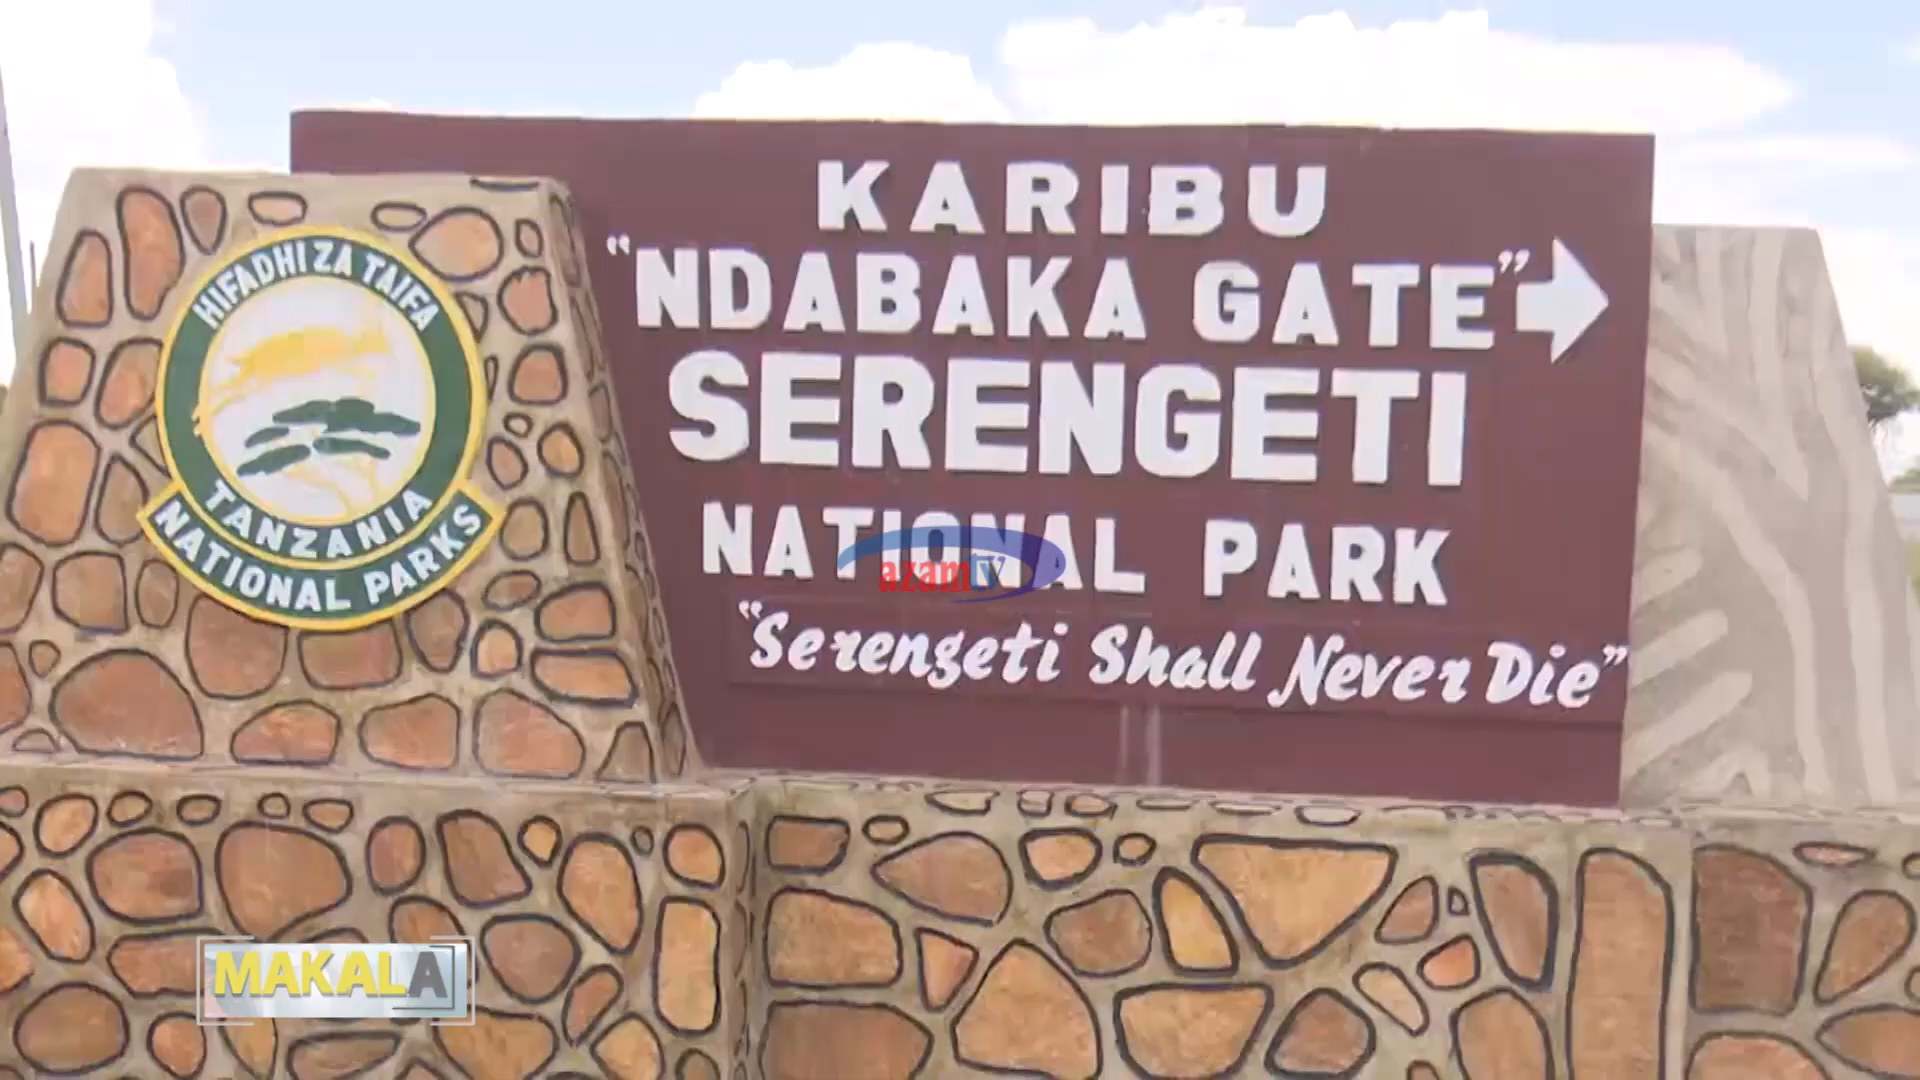 HIFADHI ZA TAIFA
TANZANIA
NATIONAL PARKS
KARIBU
"NDABAKA GATE"
SERENGETI
NATIONAL PARK
"Serengeti Shall Never Die"
azamtv
MAKALA